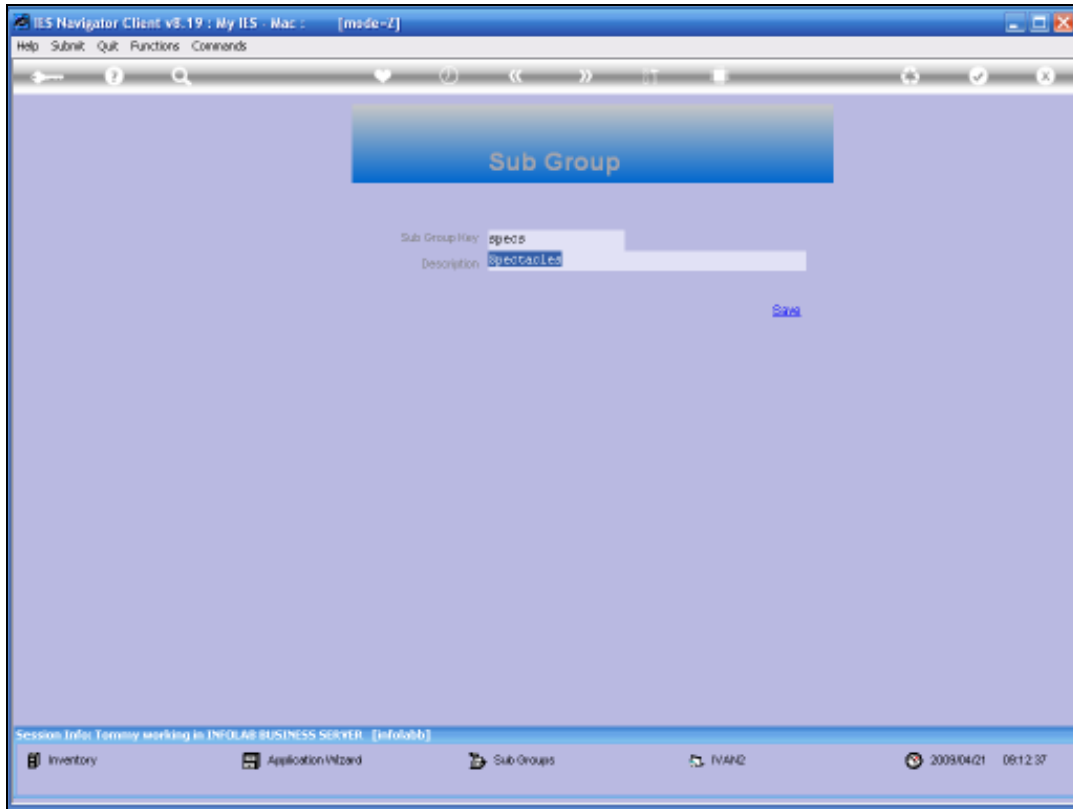 IES Navigator Client v8.19 : My IES - Mac : [mode=Z]
Help Submit Quit Functions Commands
Sub Group
Sub Group Key specs
Description Spectacles
Save
Session Info: Tommy working in INFOLAB BUSINESS SERVER [infolabb]
Inventory Application Wizard Sub Groups IVAN2 2009/04/21 09:12:37